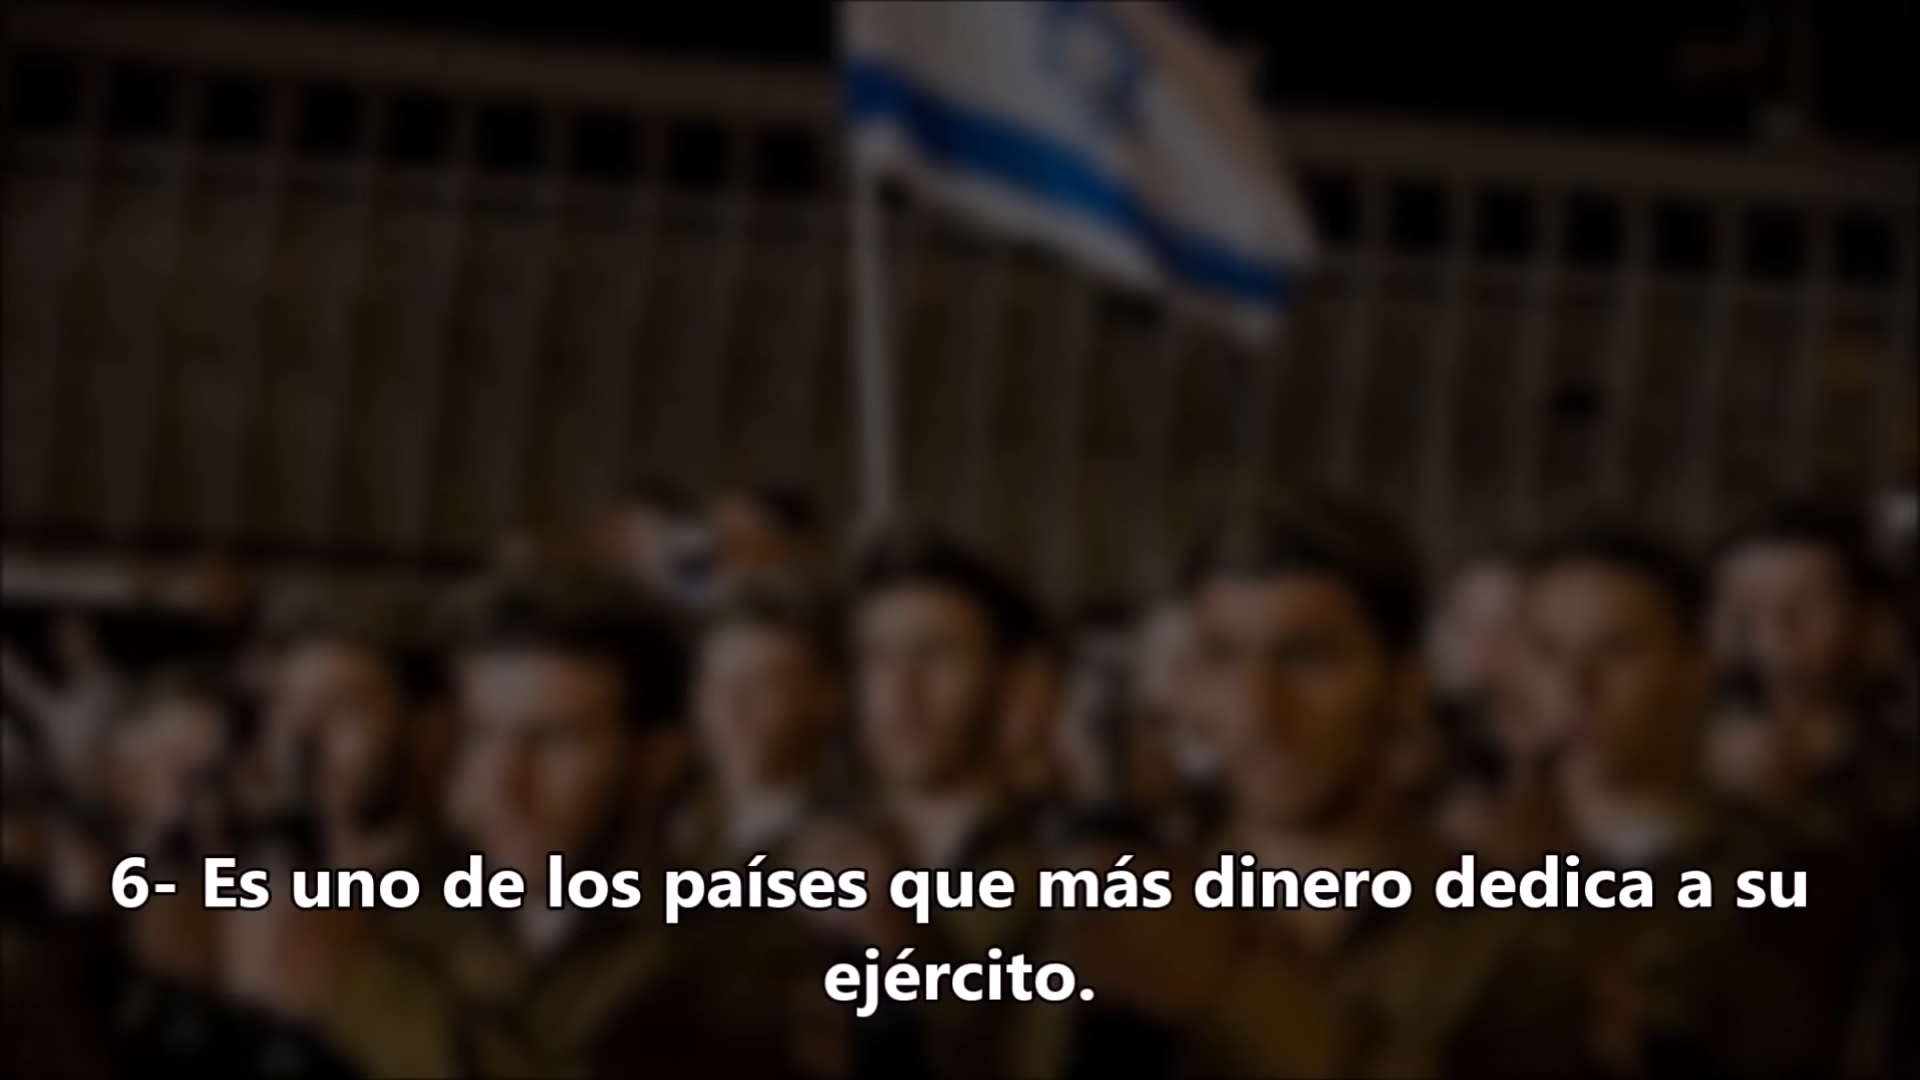 6- Es uno de los países que más dinero dedica a su
ejército.